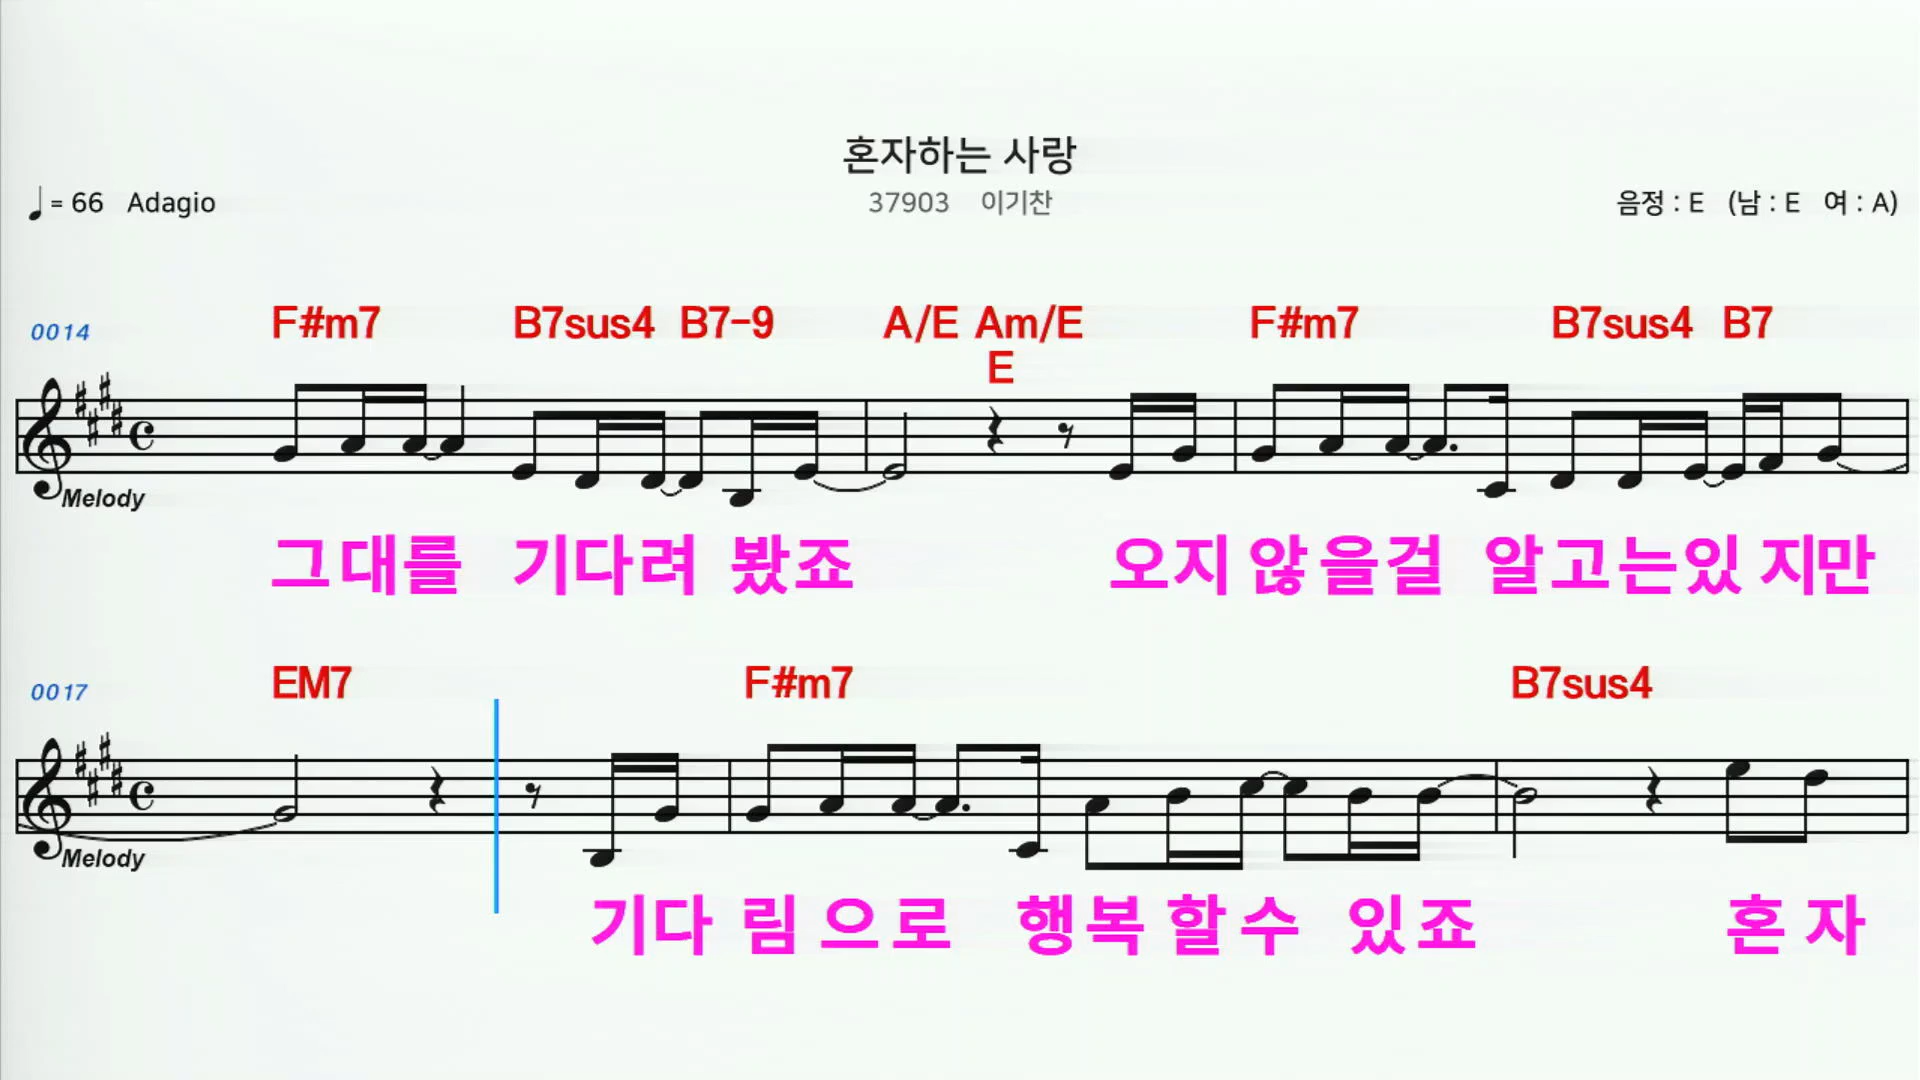 혼자하는 사랑
♩= 66 Adagio 37903 이기찬 음정 : E (남 : E 여 : A)
0014 F#m7 B7sus4 B7-9 A/E Am/E F#m7 B7sus4 B7
E
Melody
그대를 기다려 봤죠 오지 않을걸 알고는있 지만
0017 EM7 F#m7 B7sus4
Melody
기다 림으로 행복할수 있죠 혼자